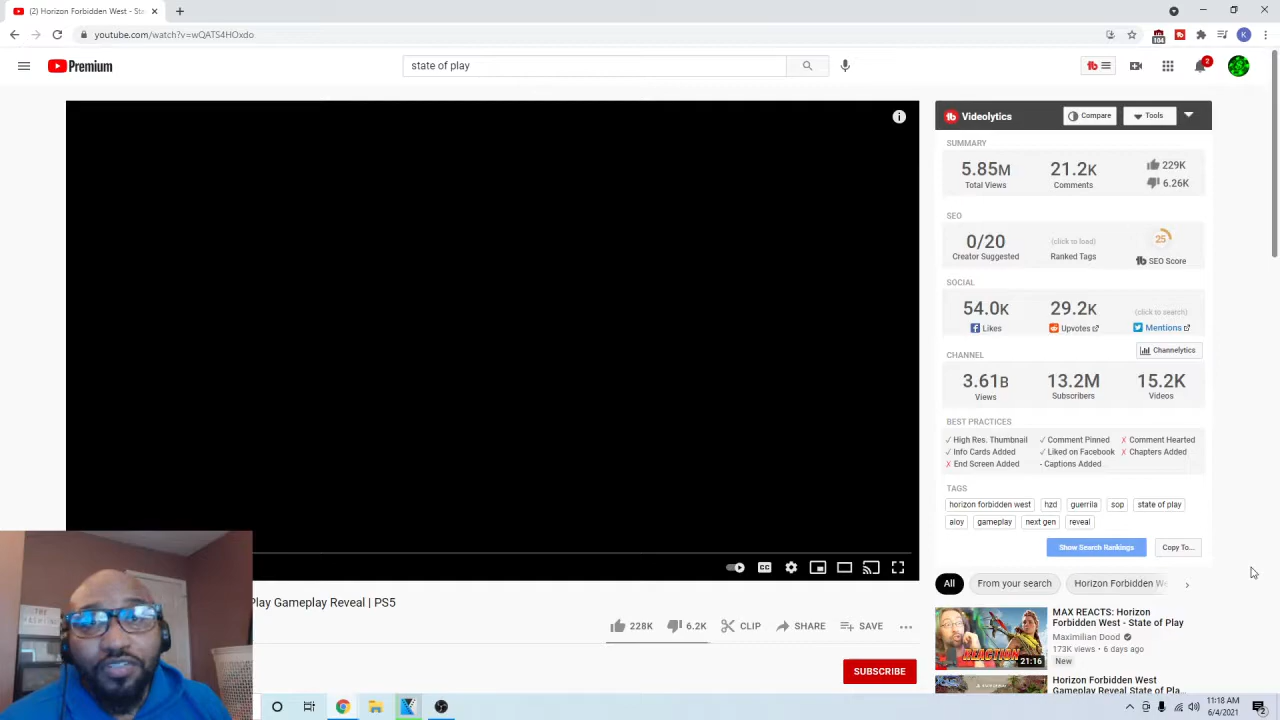 (2) Horizon Forbidden West - Sta
youtube.com/watch?v=wQATS4HOxdo
104
K
Premium
state of play
2
Videolytics
Compare
Tools
SUMMARY
5.85M
Total Views
21.2K
Comments
229K
6.26K
SEO
0/20
Creator Suggested
(click to load)
Ranked Tags
25
SEO Score
SOCIAL
54.0K
Likes
29.2K
Upvotes
(click to search)
Mentions
CHANNEL
Channelytics
3.61B
Views
13.2M
Subscribers
15.2K
Videos
BEST PRACTICES
√ High Res. Thumbnail
√ Comment Pinned
✗ Comment Hearted
√ Info Cards Added
√ Liked on Facebook
✗ Chapters Added
✗ End Screen Added
- Captions Added
TAGS
horizon forbidden west
hzd
guerrila
sop
state of play
aloy
gameplay
next gen
reveal
Show Search Rankings
Copy To...
All
From your search
Horizon Forbidden We
Play Gameplay Reveal | PS5
228K
6.2K
CLIP
SHARE
SAVE
SUBSCRIBE
REACTION
21:16
MAX REACTS: Horizon
Forbidden West - State of Play
Maximilian Dood
173K views • 6 days ago
New
Horizon Forbidden West
Gameplay Reveal State of Pla...
11:18 AM
6/4/2021
2